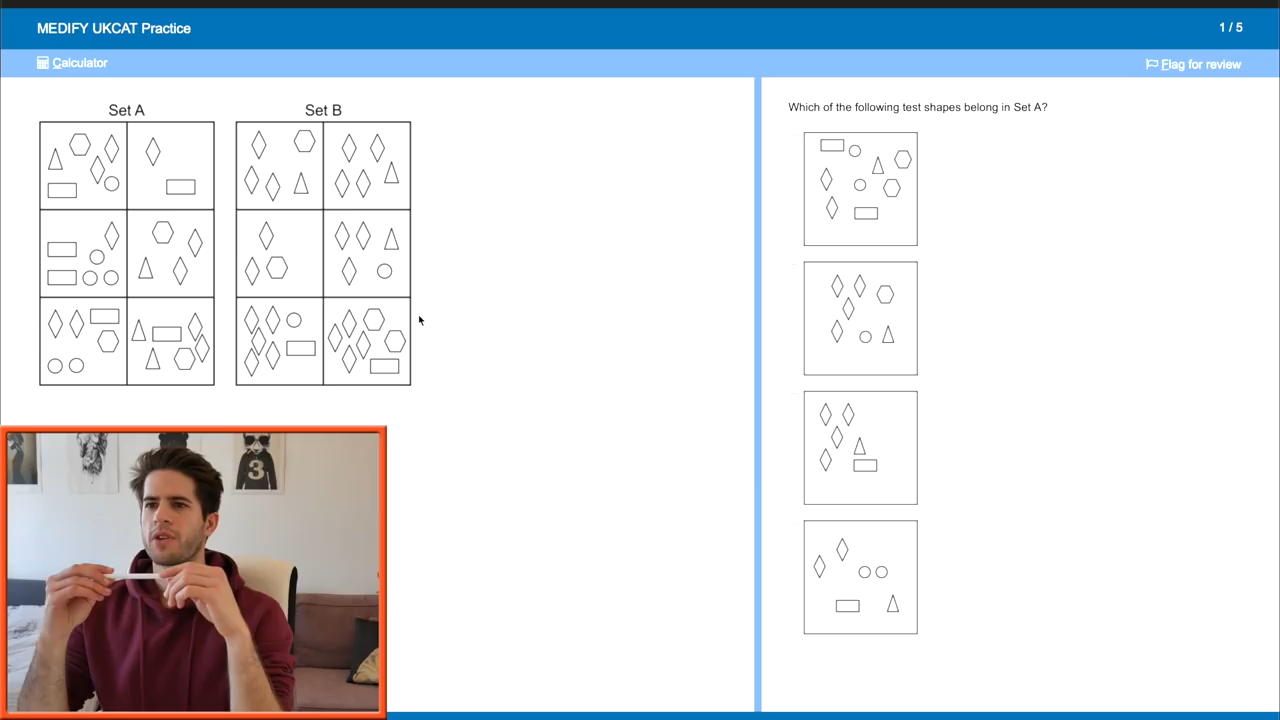 MEDIFY UKCAT Practice
1 / 5
Calculator
Flag for review
Set A
Set B
Which of the following test shapes belong in Set A?
3